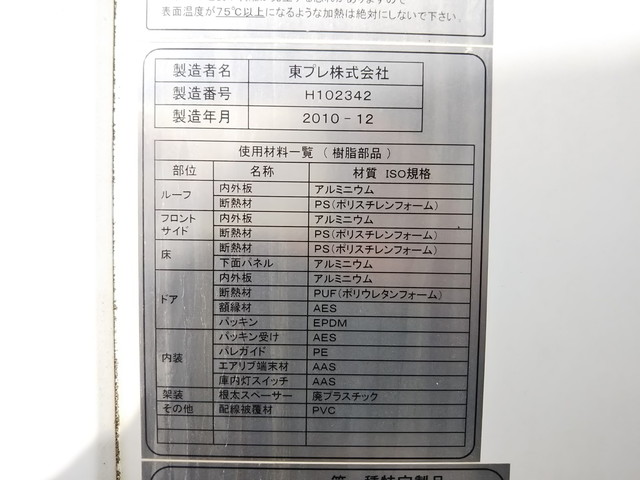 表面温度が75℃以上になるような加熱は絶対にしないで下さい。
製造者名 東プレ株式会社
製造番号 H102342
製造年月 2010-12
使用材料一覧（樹脂部品）
部位 名称 材質 ISO規格
ルーフ 内外板 アルミニウム
断熱材 PS(ポリスチレンフォーム)
フロント サイド 内外板 アルミニウム
断熱材 PS(ポリスチレンフォーム)
床 断熱材 PS(ポリスチレンフォーム)
下面パネル アルミニウム
ドア 内外板 アルミニウム
断熱材 PUF(ポリウレタンフォーム)
額縁材 AES
パッキン EPDM
内装 パッキン受け AES
バレガイド PE
エアリブ端末材 AAS
庫内灯スイッチ AAS
架装 根太スペーサー 廃プラスチック
その他 配線被覆材 PVC